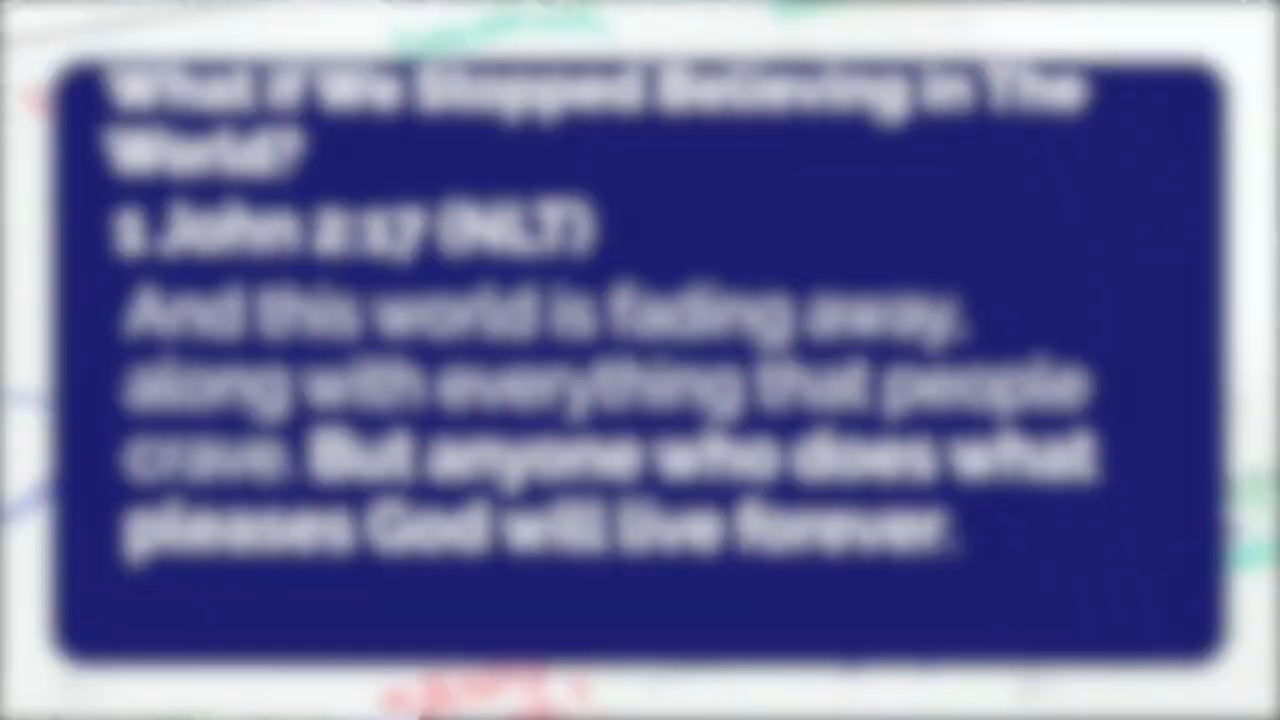 What if We Stopped Believing in The
World?
1 John 2:17 (NLT)
And this world is fading away,
along with everything that people
crave. But anyone who does what
pleases God will live forever.